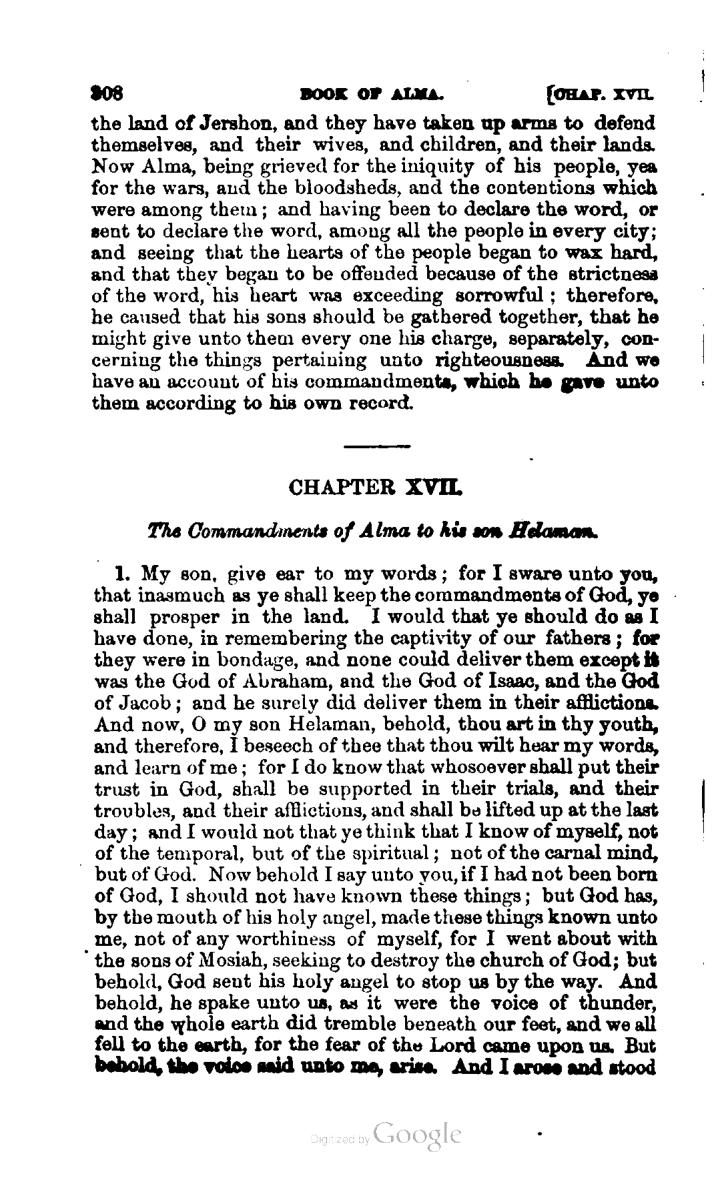 308 BOOK OF ALMA. [CHAP. XVII.
the land of Jershon, and they have taken up arms to defend
themselves, and their wives, and children, and their lands.
Now Alma, being grieved for the iniquity of his people, yea
for the wars, and the bloodsheds, and the contentions which
were among them; and having been to declare the word, or
sent to declare the word, among all the people in every city;
and seeing that the hearts of the people began to wax hard,
and that they began to be offended because of the strictness
of the word, his heart was exceeding sorrowful; therefore,
he caused that his sons should be gathered together, that he
might give unto them every one his charge, separately, con-
cerning the things pertaining unto righteousness. And we
have an account of his commandments, which he gave unto
them according to his own record.
CHAPTER XVII.
The Commandments of Alma to his son Helaman.
1. My son, give ear to my words; for I sware unto you,
that inasmuch as ye shall keep the commandments of God, ye
shall prosper in the land. I would that ye should do as I
have done, in remembering the captivity of our fathers; for
they were in bondage, and none could deliver them except it
was the God of Abraham, and the God of Isaac, and the God
of Jacob; and he surely did deliver them in their afflictions.
And now, O my son Helaman, behold, thou art in thy youth,
and therefore, I beseech of thee that thou wilt hear my words,
and learn of me; for I do know that whosoever shall put their
trust in God, shall be supported in their trials, and their
troubles, and their afflictions, and shall be lifted up at the last
day; and I would not that ye think that I know of myself, not
of the temporal, but of the spiritual; not of the carnal mind,
but of God. Now behold I say unto you, if I had not been born
of God, I should not have known these things; but God has,
by the mouth of his holy angel, made these things known unto
me, not of any worthiness of myself, for I went about with
the sons of Mosiah, seeking to destroy the church of God; but
behold, God sent his holy angel to stop us by the way. And
behold, he spake unto us, as it were the voice of thunder,
and the whole earth did tremble beneath our feet, and we all
fell to the earth, for the fear of the Lord came upon us. But
behold, the voice said unto me, arise. And I arose and stood
Digitized by Google